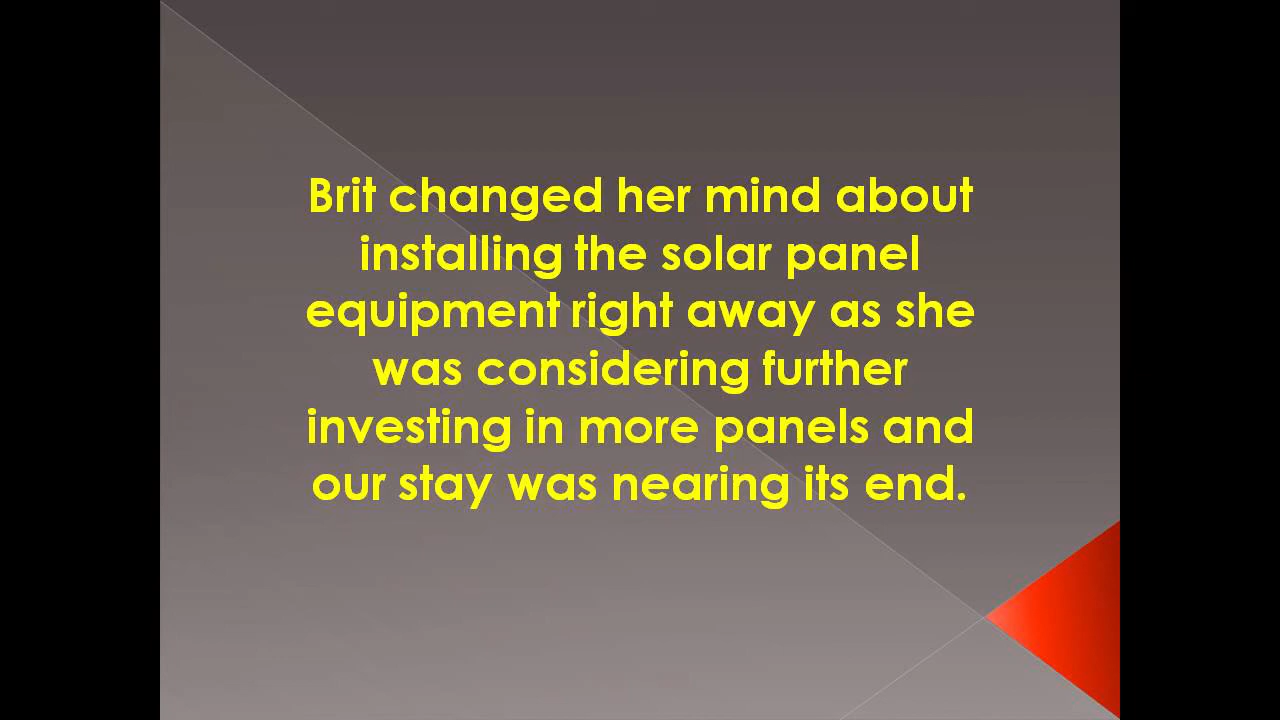 Brit changed her mind about
installing the solar panel
equipment right away as she
was considering further
investing in more panels and
our stay was nearing its end.